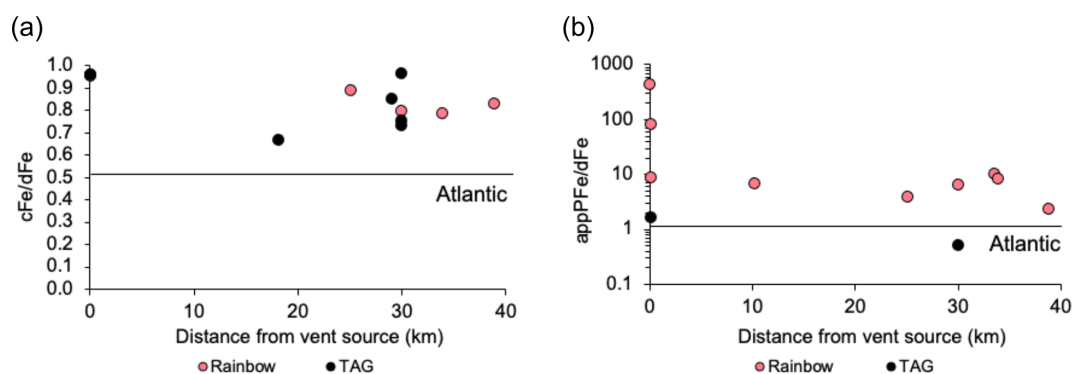 (a)
1.0
0.9
0.8
0.7
0.6
0.5
0.4
0.3
0.2
0.1
0.0
cFe/dFe
Atlantic
0 10 20 30 40
Distance from vent source (km)
Rainbow TAG
(b)
1000
100
10
1
0.1
appPFe/dFe
Atlantic
0 10 20 30 40
Distance from vent source (km)
Rainbow TAG